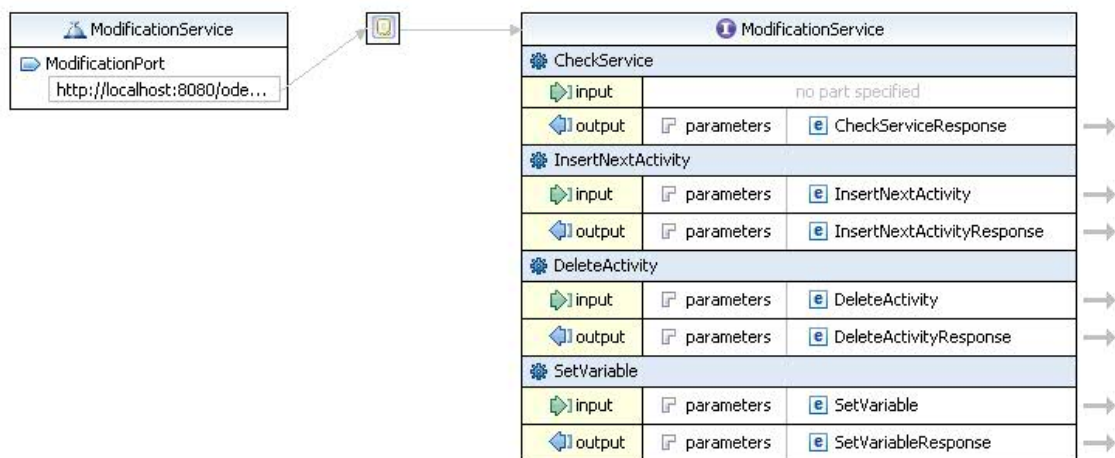 ModificationService
ModificationPort
http://localhost:8080/ode...
ModificationService
CheckService
input no part specified
output parameters e CheckServiceResponse
InsertNextActivity
input parameters e InsertNextActivity
output parameters e InsertNextActivityResponse
DeleteActivity
input parameters e DeleteActivity
output parameters e DeleteActivityResponse
SetVariable
input parameters e SetVariable
output parameters e SetVariableResponse